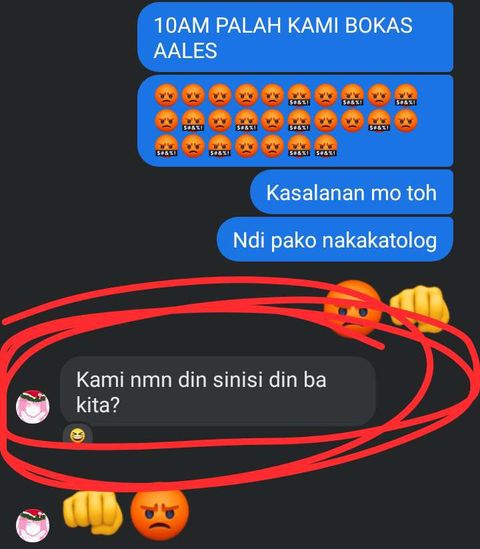 10AM PALAH KAMI BOKAS
AALES
😡😡😡😡😡🤬😡🤬😡🤬
😡🤬😡🤬😡🤬😡😡🤬😡
🤬😡🤬😡😡🤬🤬
Kasalanan mo toh
Ndi pako nakakatolog
Kami nmn din sinisi din ba
kita?